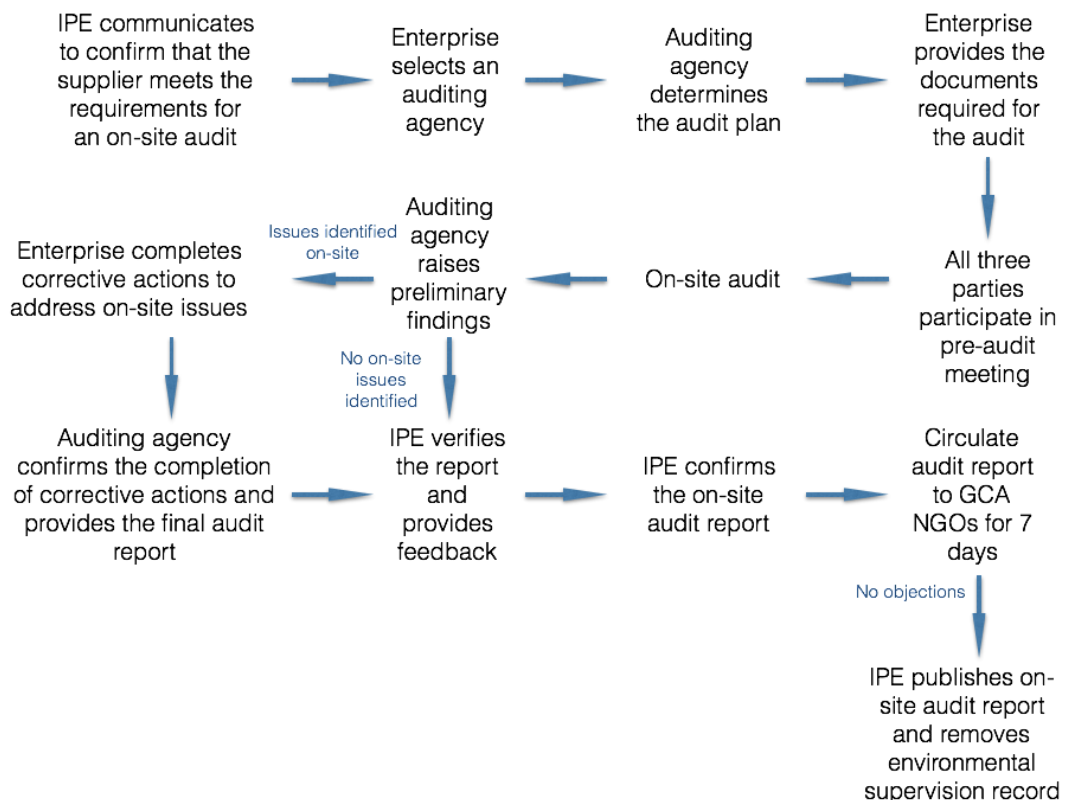 IPE communicates
to confirm that the
supplier meets the
requirements for
an on-site audit
Enterprise
selects an
auditing
agency
Auditing
agency
determines
the audit plan
Enterprise
provides the
documents
required for
the audit
All three
parties
participate in
pre-audit
meeting
On-site audit
Auditing
agency
raises
preliminary
findings
Issues identified
on-site
Enterprise completes
corrective actions to
address on-site issues
No on-site
issues
identified
Auditing agency
confirms the completion
of corrective actions and
provides the final audit
report
IPE verifies
the report
and
provides
feedback
IPE confirms
the on-site
audit report
Circulate
audit report
to GCA
NGOs for 7
days
No objections
IPE publishes on-
site audit report
and removes
environmental
supervision record